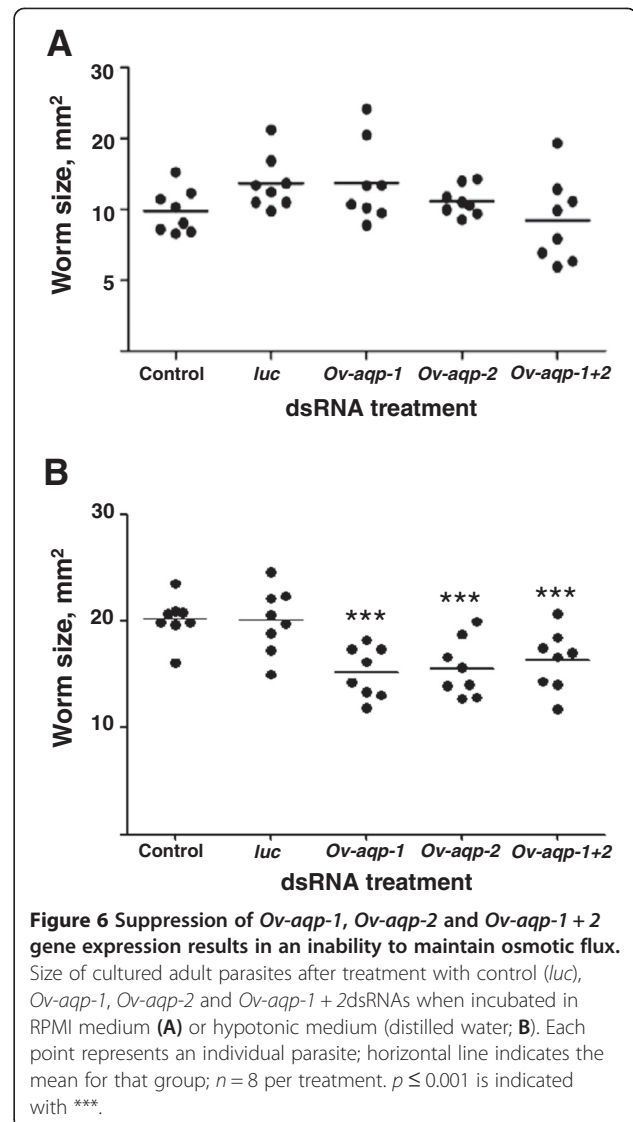 A
30
20
10
5
Worm size, mm²
Control luc Ov-aqp-1 Ov-aqp-2 Ov-aqp-1+2
dsRNA treatment
B
30
20
10
Worm size, mm²
*** *** ***
Control luc Ov-aqp-1 Ov-aqp-2 Ov-aqp-1+2
dsRNA treatment
Figure 6 Suppression of Ov-aqp-1, Ov-aqp-2 and Ov-aqp-1 + 2
gene expression results in an inability to maintain osmotic flux.
Size of cultured adult parasites after treatment with control (luc),
Ov-aqp-1, Ov-aqp-2 and Ov-aqp-1 + 2dsRNAs when incubated in
RPMI medium (A) or hypotonic medium (distilled water; B). Each
point represents an individual parasite; horizontal line indicates the
mean for that group; n = 8 per treatment. p ≤ 0.001 is indicated
with ***.